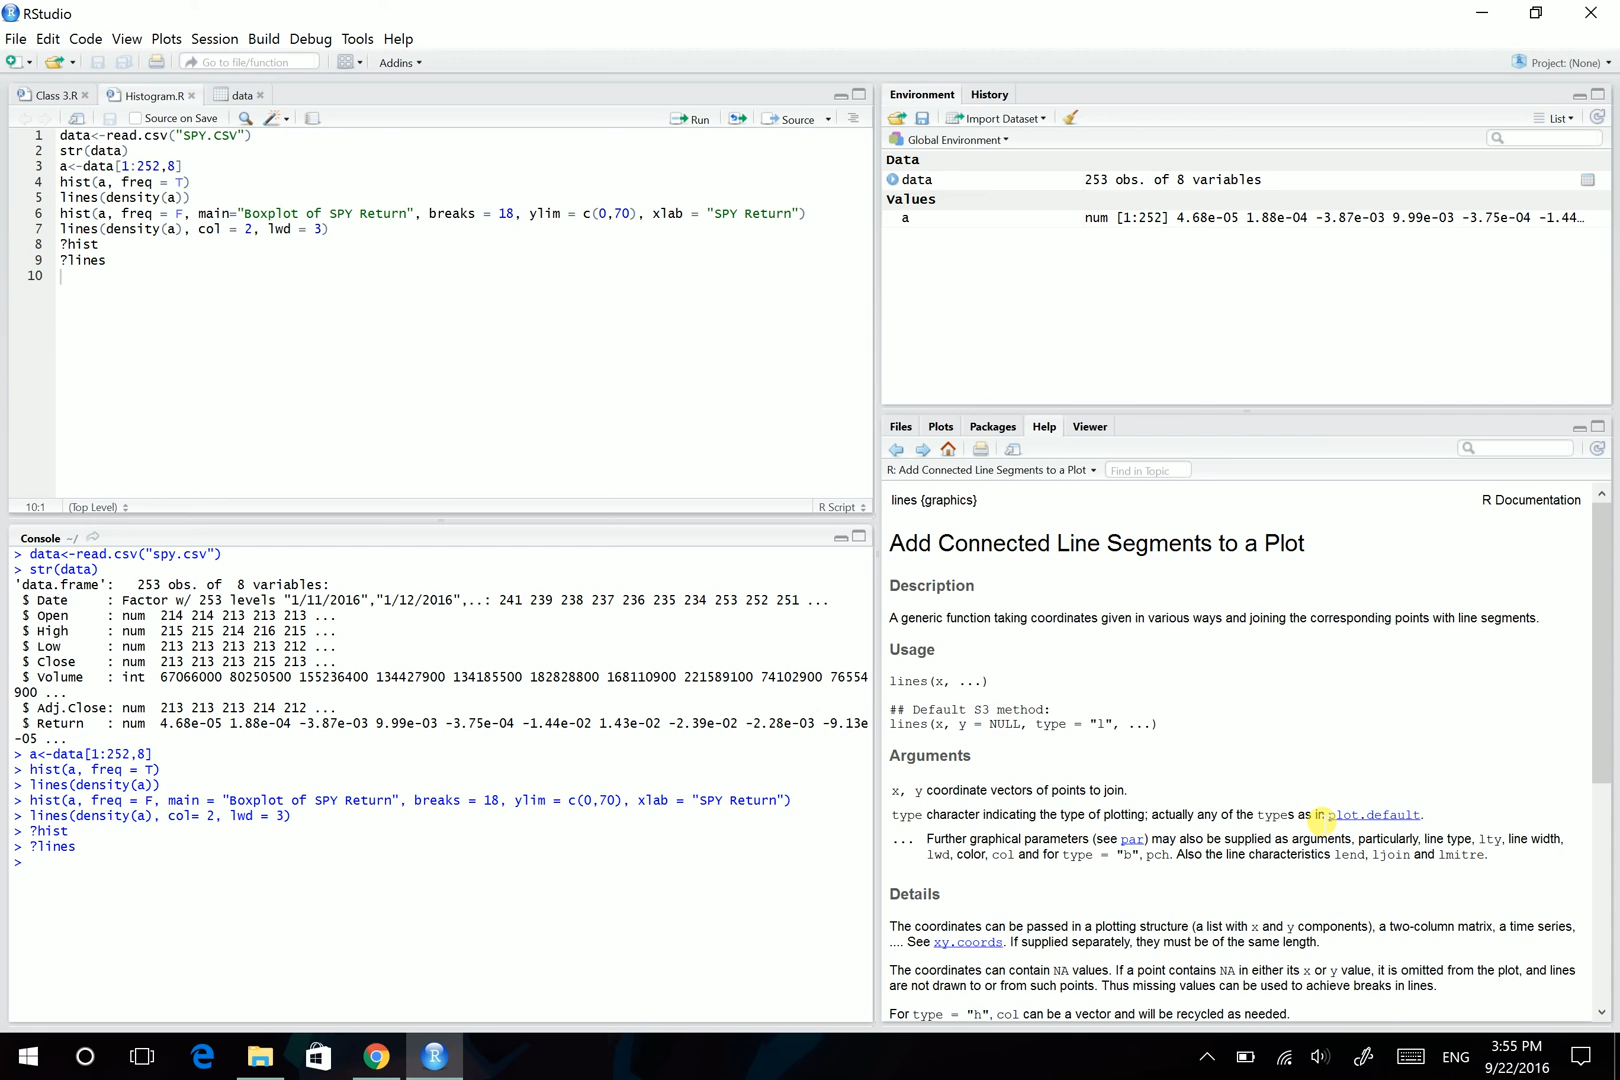 RStudio
File Edit Code View Plots Session Build Debug Tools Help
Go to file/function Addins Project: (None)
Class 3.R Histogram.R data
Source on Save Run Source
1 data<-read.csv("SPY.CSV")
2 str(data)
3 a<-data[1:252,8]
4 hist(a, freq = T)
5 lines(density(a))
6 hist(a, freq = F, main="Boxplot of SPY Return", breaks = 18, ylim = c(0,70), xlab = "SPY Return")
7 lines(density(a), col = 2, lwd = 3)
8 ?hist
9 ?lines
10
10:1 (Top Level) R Script
Console ~/
> data<-read.csv("spy.csv")
> str(data)
'data.frame': 253 obs. of 8 variables:
$ Date : Factor w/ 253 levels "1/11/2016","1/12/2016",..: 241 239 238 237 236 235 234 253 252 251 ...
$ Open : num 214 214 213 213 213 ...
$ High : num 215 215 214 216 215 ...
$ Low : num 213 213 213 213 212 ...
$ Close : num 213 213 213 215 213 ...
$ Volume : int 67066000 80250500 155236400 134427900 134185500 182828800 168110900 221589100 74102900 76554
900 ...
$ Adj.Close: num 213 213 213 214 212 ...
$ Return : num 4.68e-05 1.88e-04 -3.87e-03 9.99e-03 -3.75e-04 -1.44e-02 1.43e-02 -2.39e-02 -2.28e-03 -9.13e
-05 ...
> a<-data[1:252,8]
> hist(a, freq = T)
> lines(density(a))
> hist(a, freq = F, main = "Boxplot of SPY Return", breaks = 18, ylim = c(0,70), xlab = "SPY Return")
> lines(density(a), col= 2, lwd = 3)
> ?hist
> ?lines
>
Environment History
Import Dataset List
Global Environment
Data
data 253 obs. of 8 variables
Values
a num [1:252] 4.68e-05 1.88e-04 -3.87e-03 9.99e-03 -3.75e-04 -1.44…
Files Plots Packages Help Viewer
R: Add Connected Line Segments to a Plot Find in Topic
lines {graphics} R Documentation
Add Connected Line Segments to a Plot
Description
A generic function taking coordinates given in various ways and joining the corresponding points with line segments.
Usage
lines(x, ...)
## Default S3 method:
lines(x, y = NULL, type = "l", ...)
Arguments
x, y coordinate vectors of points to join.
type character indicating the type of plotting; actually any of the types as in plot.default.
... Further graphical parameters (see par) may also be supplied as arguments, particularly, line type, lty, line width,
lwd, color, col and for type = "b", pch. Also the line characteristics lend, ljoin and lmitre.
Details
The coordinates can be passed in a plotting structure (a list with x and y components), a two-column matrix, a time series,
.... See xy.coords. If supplied separately, they must be of the same length.
The coordinates can contain NA values. If a point contains NA in either its x or y value, it is omitted from the plot, and lines
are not drawn to or from such points. Thus missing values can be used to achieve breaks in lines.
For type = "h", col can be a vector and will be recycled as needed.
ENG
3:55 PM
9/22/2016